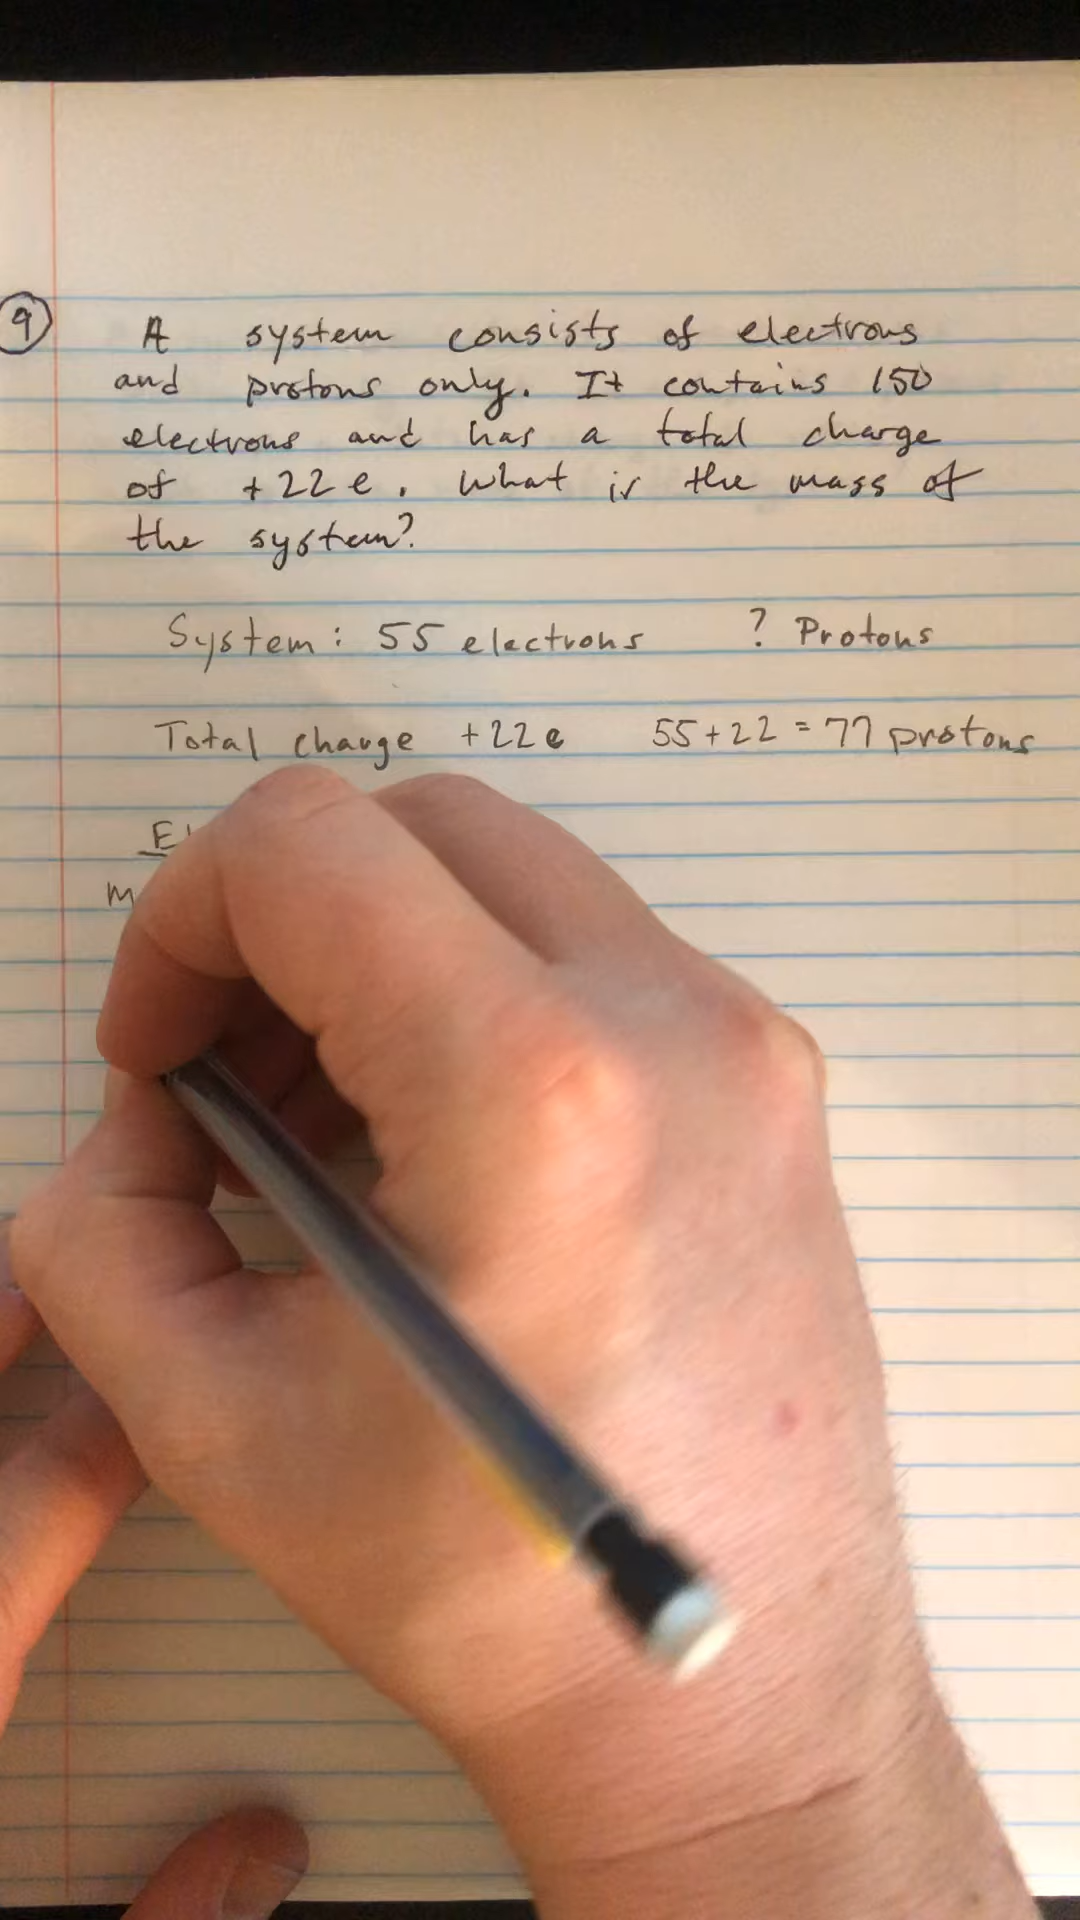 9
A system consists of electrons
and protons only. It contains 150
electrons and has a total charge
of +22 e. What is the mass of
the system?
System: 55 electrons ? Protons
Total charge +22e 55+22 = 77 protons